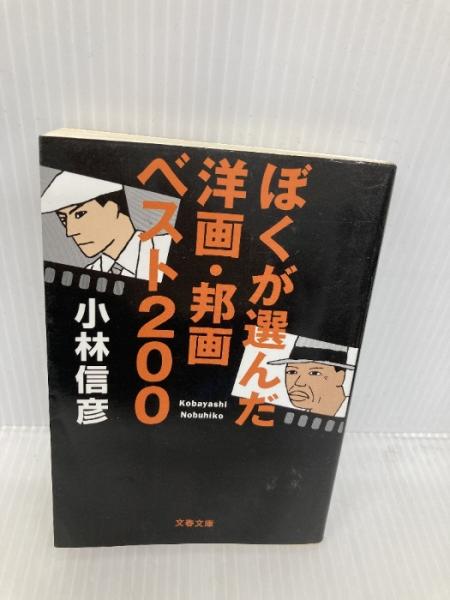 ぼくが選んだ
洋画・邦画
ベスト200
小林信彦
Kobayashi
Nobuhiko
文春文庫